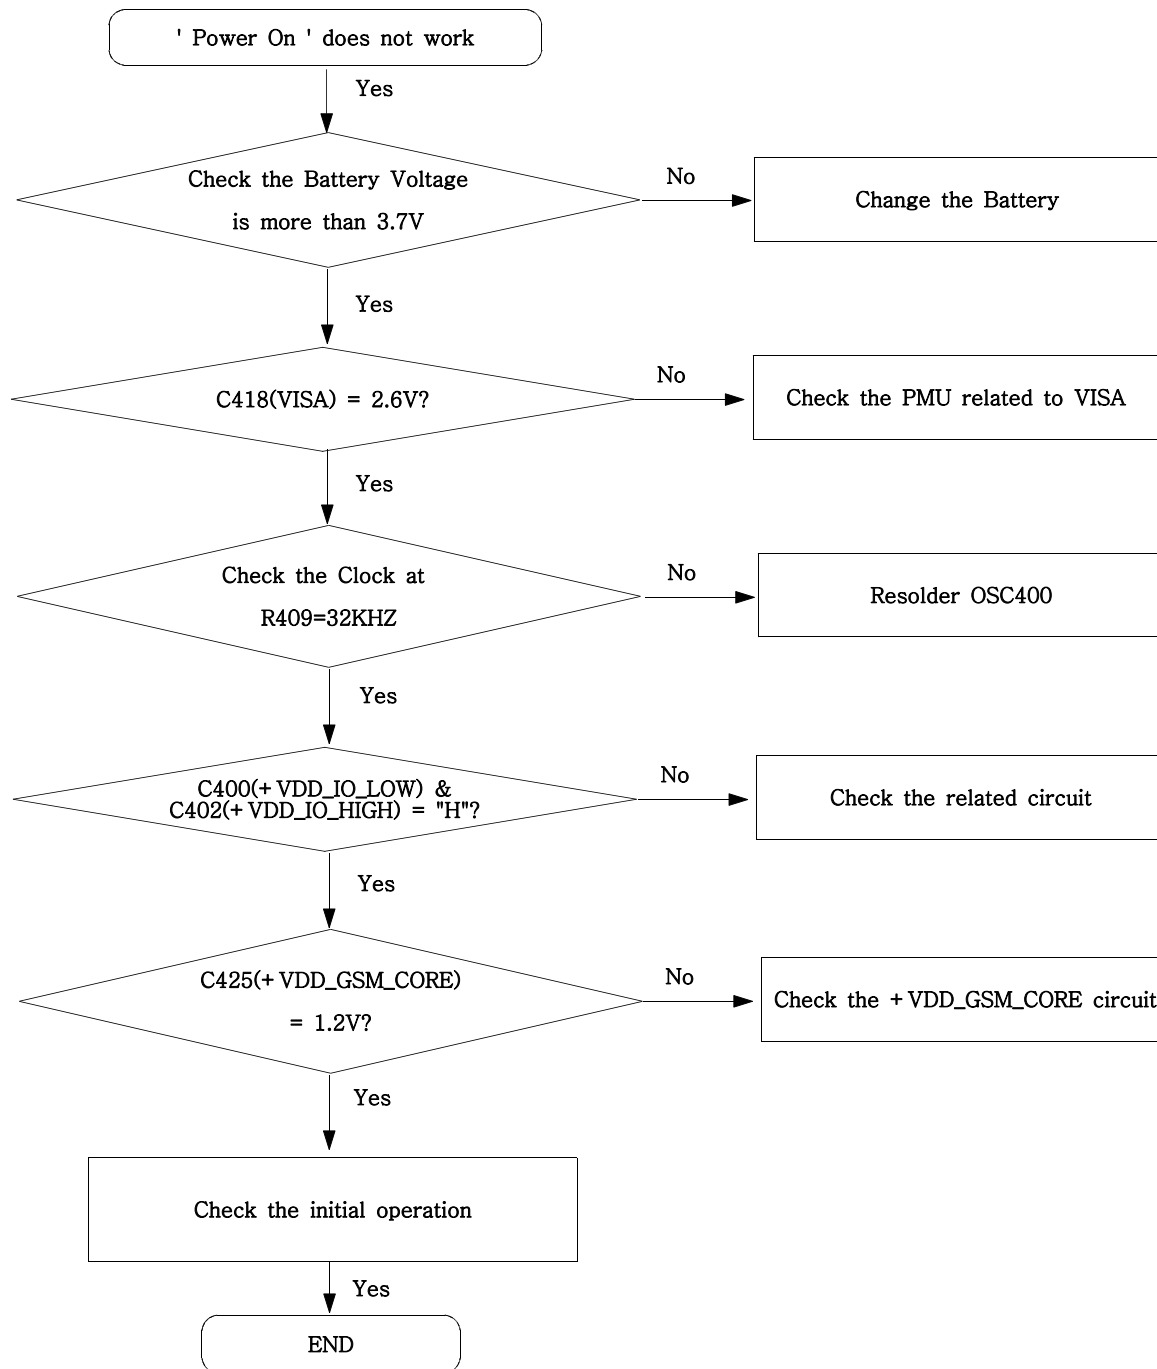 ' Power On ' does not work
Yes
Check the Battery Voltage
is more than 3.7V
No
Change the Battery
Yes
C418(VISA) = 2.6V?
No
Check the PMU related to VISA
Yes
Check the Clock at
R409=32KHZ
No
Resolder OSC400
Yes
C400(+VDD_IO_LOW) &
C402(+VDD_IO_HIGH) = "H"?
No
Check the related circuit
Yes
C425(+VDD_GSM_CORE)
= 1.2V?
No
Check the +VDD_GSM_CORE circuit
Yes
Check the initial operation
Yes
END